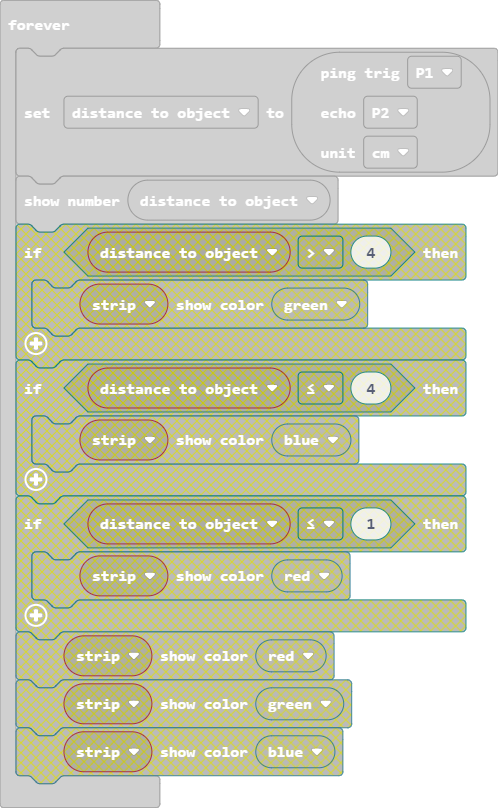 forever
ping trig P1
set distance to object to echo P2
unit cm
show number distance to object
if distance to object > 4 then
strip show color green
if distance to object ≤ 4 then
strip show color blue
if distance to object ≤ 1 then
strip show color red
strip show color red
strip show color green
strip show color blue